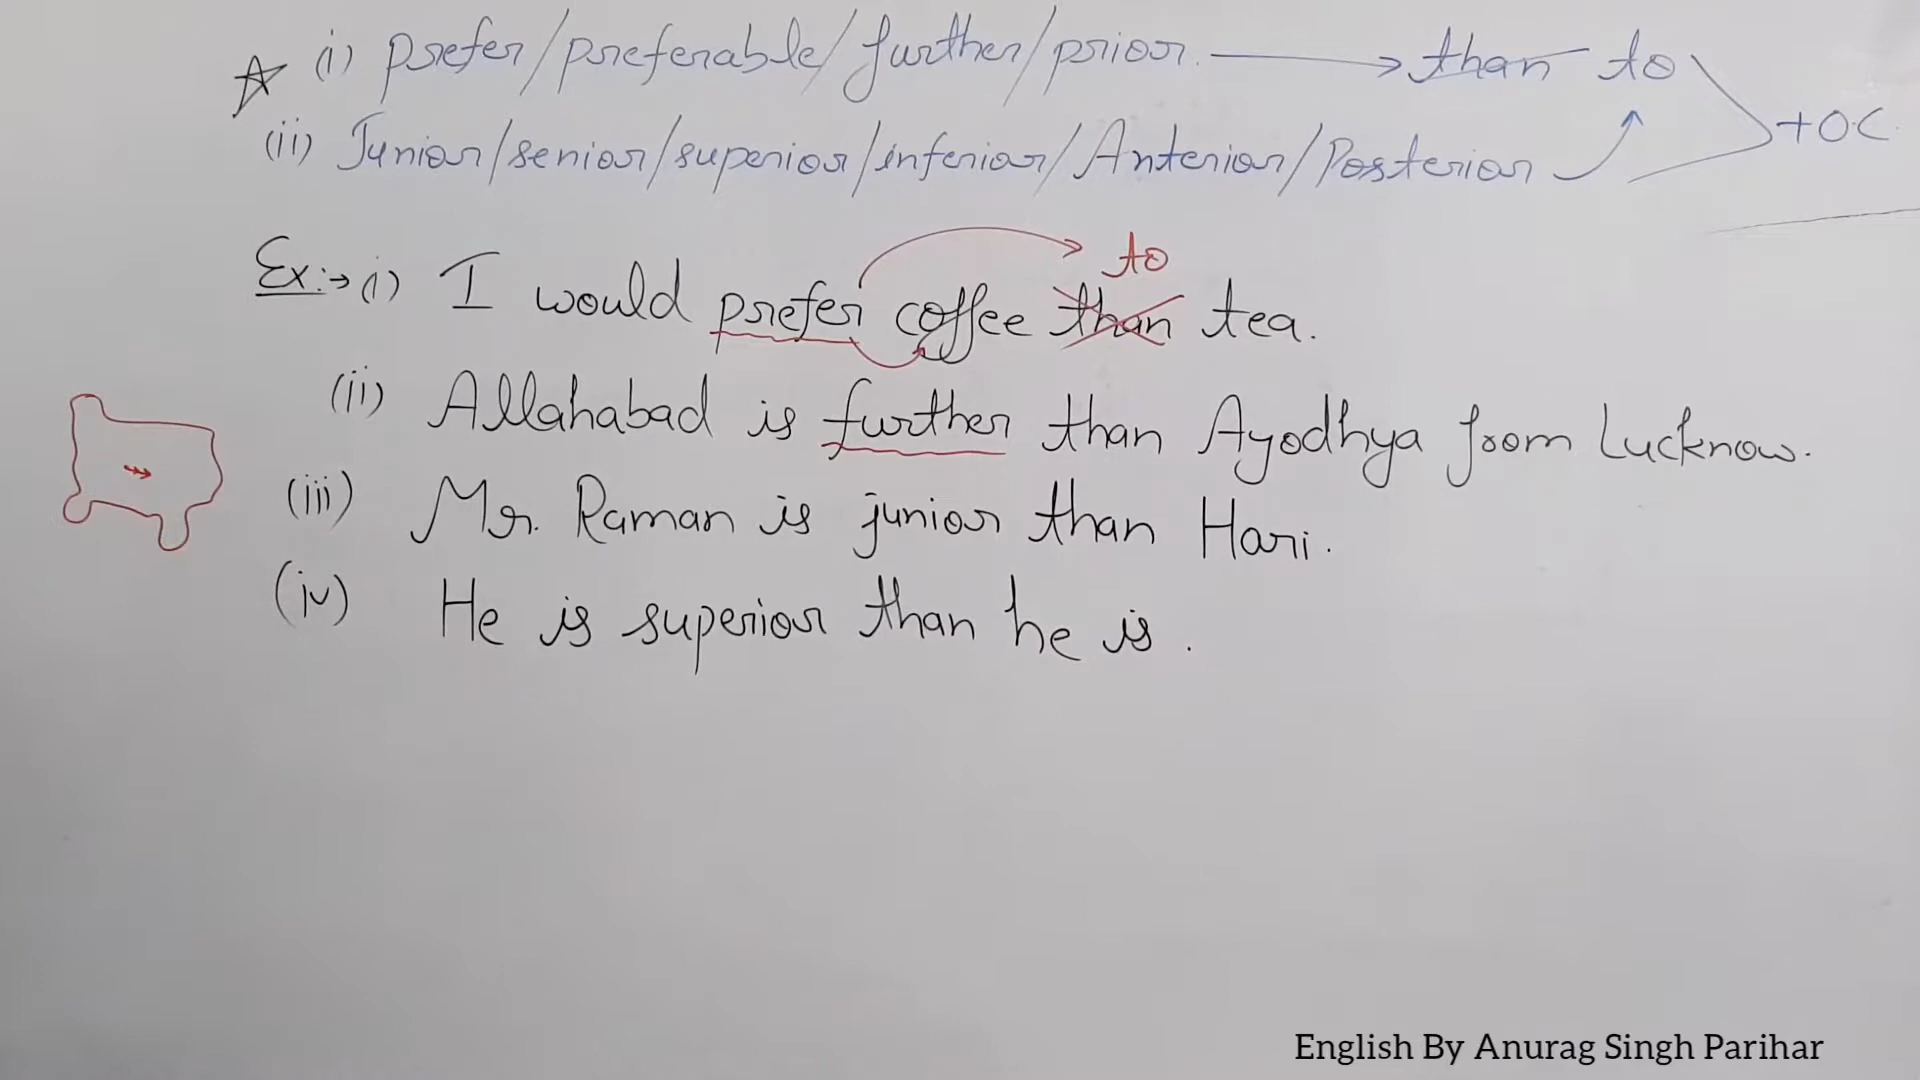 ☆ (i) prefer/preferable/further/prior → than to
(ii) Junior/senior/superior/inferior/Anterior/Posterior + O.C.
to
Ex:→ (i) I would prefer coffee than tea.
(ii) Allahabad is further than Ayodhya from Lucknow.
(iii) Mr. Raman is junior than Hari.
(iv) He is superior than he is.
English By Anurag Singh Parihar